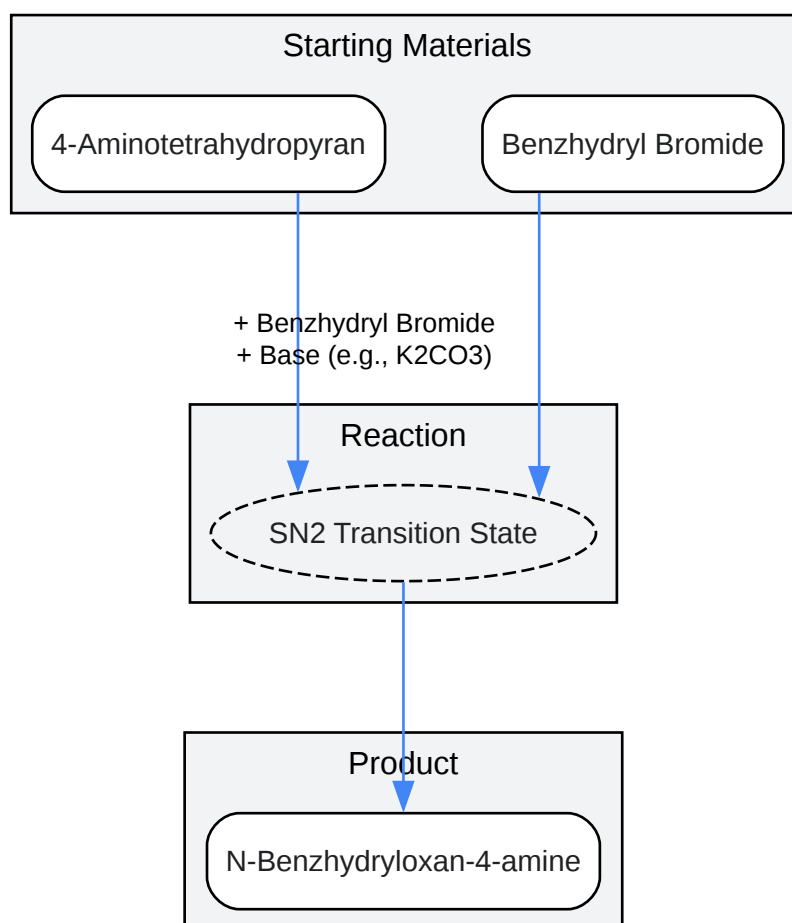 Starting Materials
4-Aminotetrahydropyran
Benzhydryl Bromide
+ Benzhydryl Bromide
+ Base (e.g., K2CO3)
Reaction
SN2 Transition State
Product
N-Benzhydryloxan-4-amine